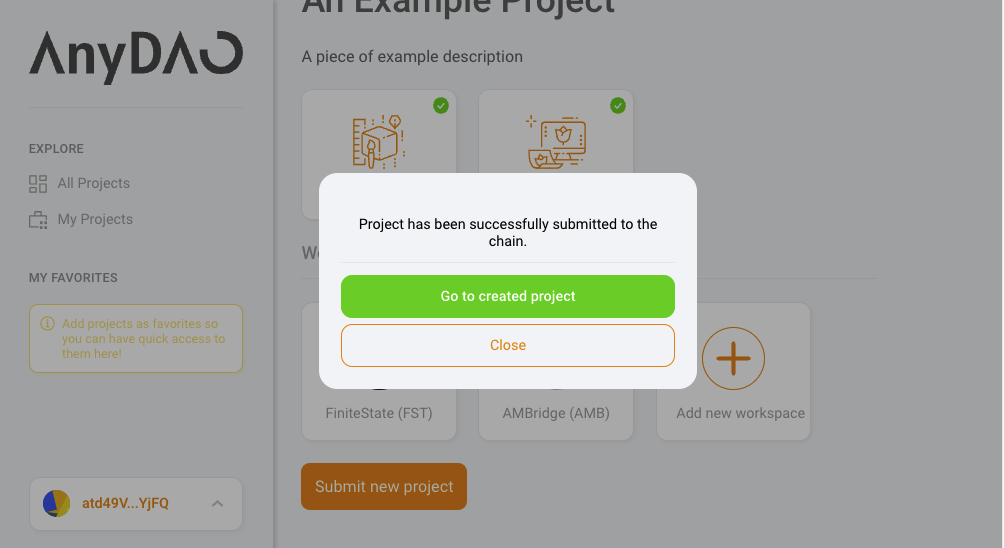 An Example Project
AnyDAO
A piece of example description
EXPLORE
All Projects
My Projects
MY FAVORITES
Add projects as favorites so
you can have quick access to
them here!
Project has been successfully submitted to the
chain.
Go to created project
Close
FiniteState (FST)
AMBridge (AMB)
Add new workspace
Submit new project
atd49V...YjFQ